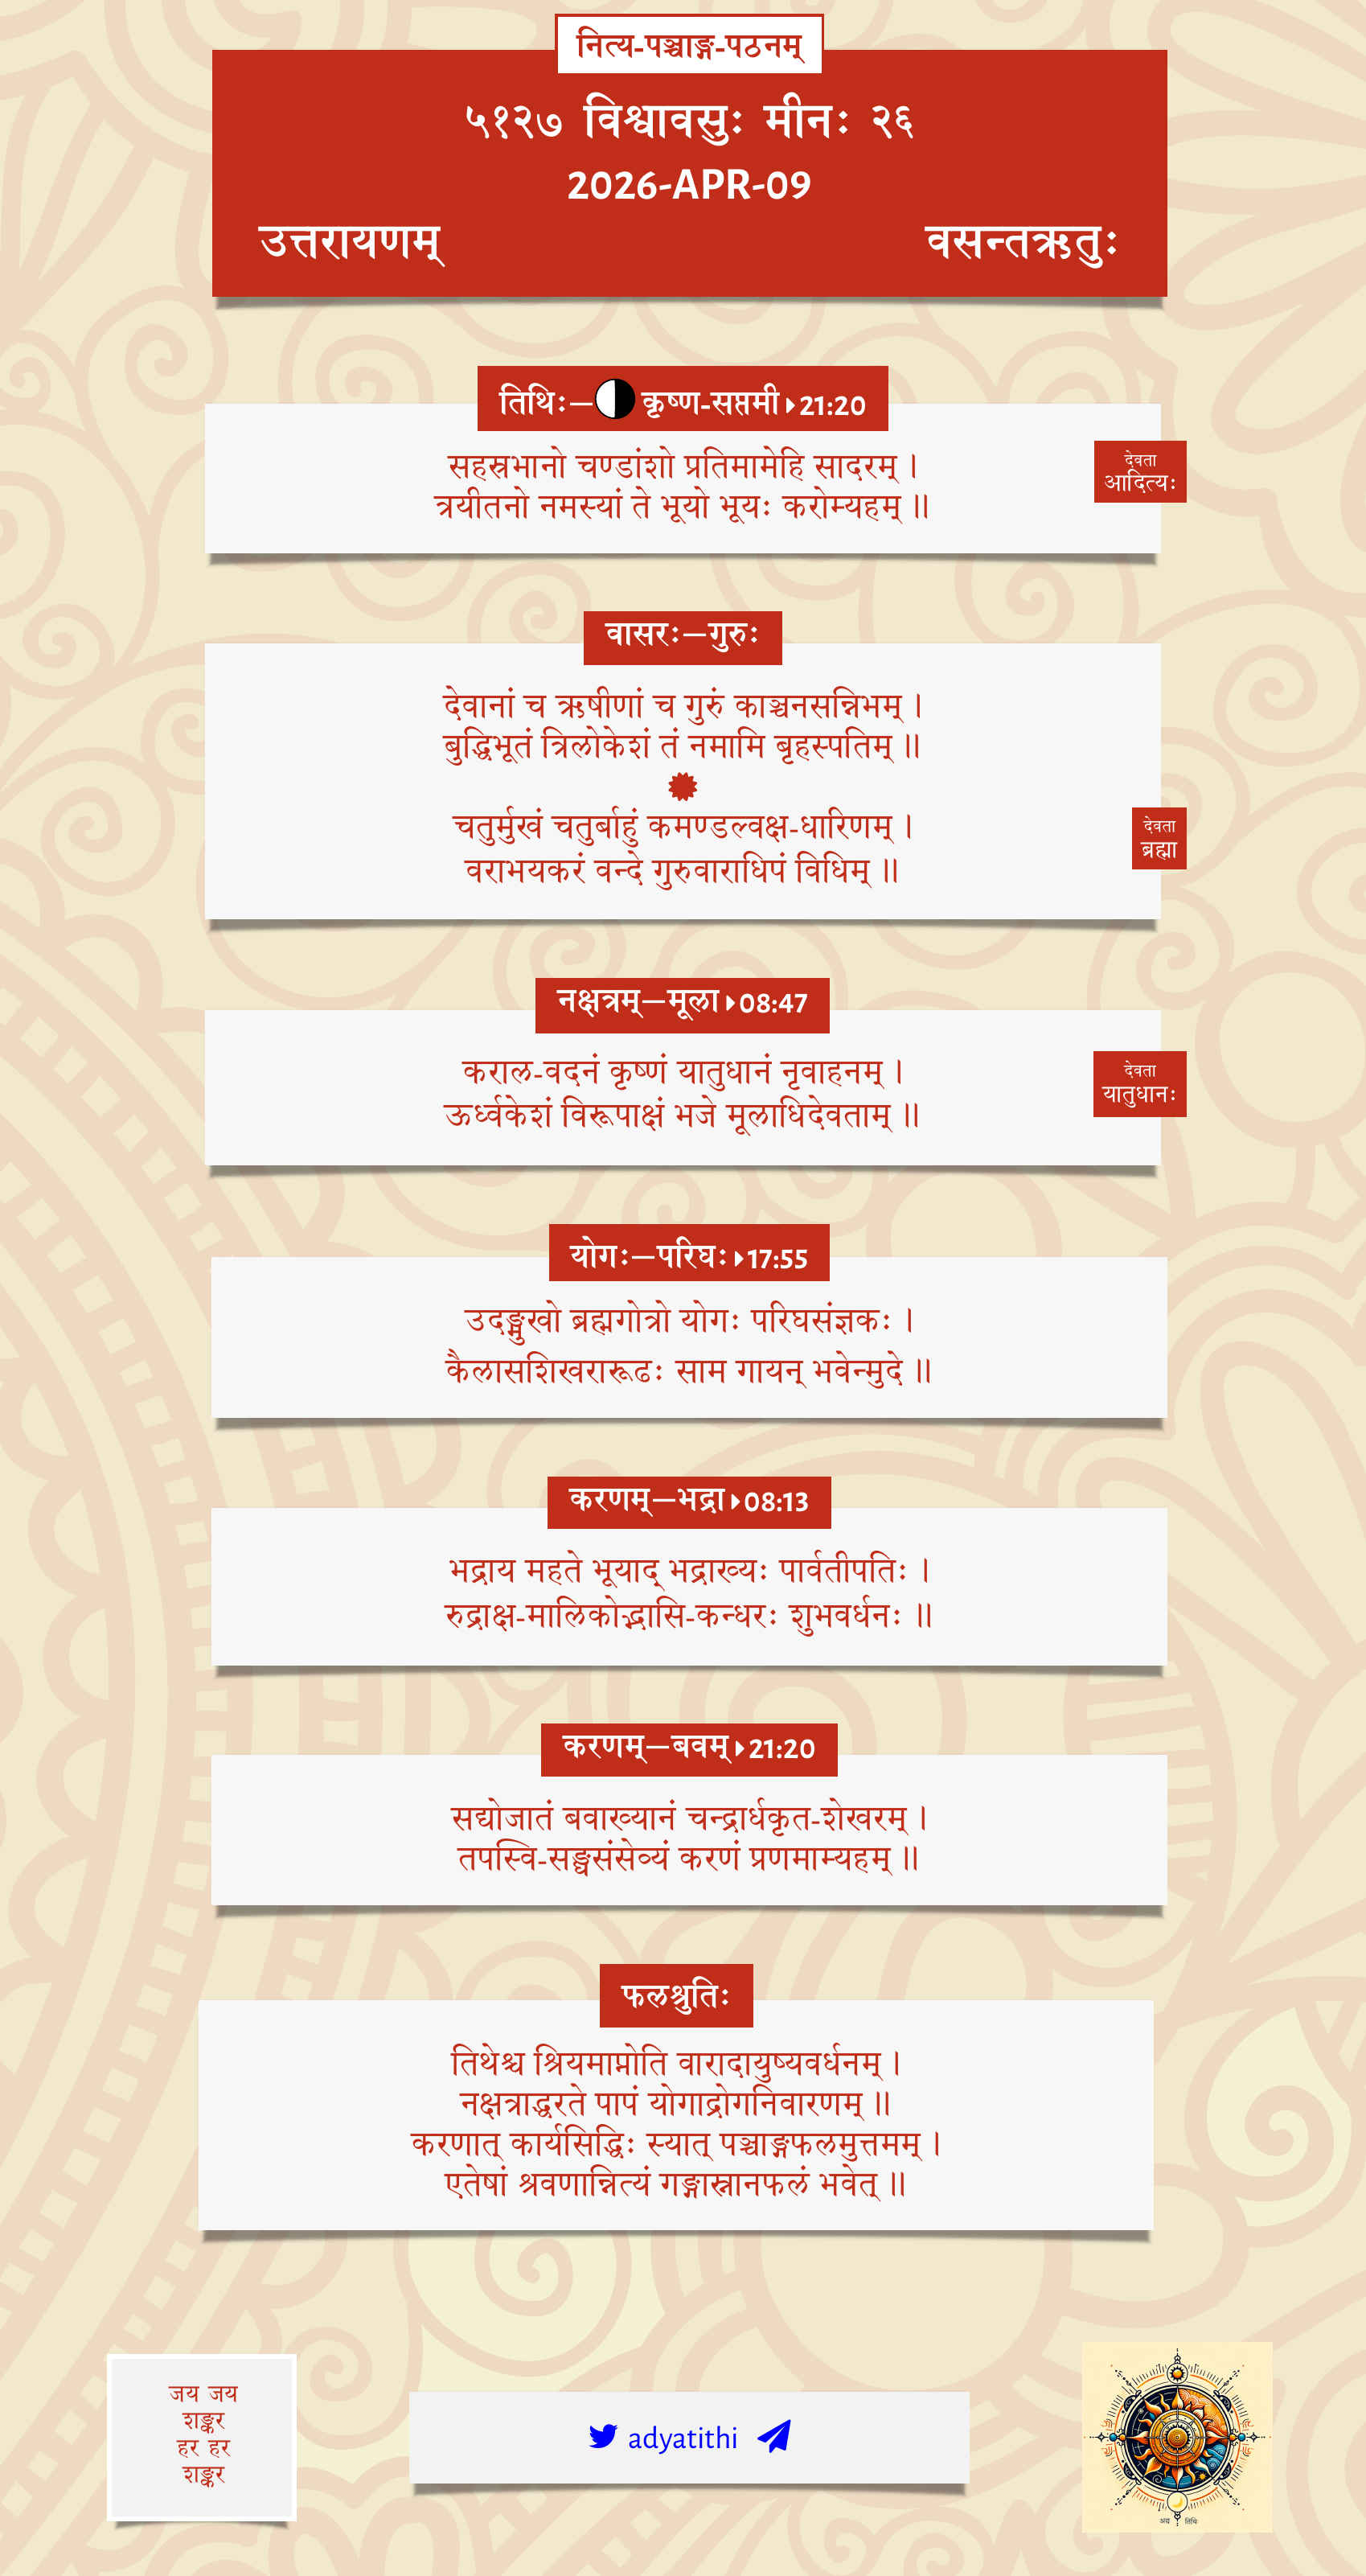 नित्य-पञ्चाङ्ग-पठनम्
५१२७ विश्वावसुः मीनः २६
2026-APR-09
उत्तरायणम्
वसन्तऋतुः
तिथिः—कृष्ण-सप्तमी 21:20
सहस्रभानो चण्डांशो प्रतिमामेहि सादरम् ।
त्रयीतनो नमस्यां ते भूयो भूयः करोम्यहम् ॥
देवता
आदित्यः
वासरः—गुरुः
देवानां च ऋषीणां च गुरुं काञ्चनसन्निभम् ।
बुद्धिभूतं त्रिलोकेशं तं नमामि बृहस्पतिम् ॥
चतुर्मुखं चतुर्बाहुं कमण्डल्वक्ष-धारिणम् ।
वराभयकरं वन्दे गुरुवाराधिपं विधिम् ॥
देवता
ब्रह्मा
नक्षत्रम्—मूला 08:47
कराल-वदनं कृष्णं यातुधानं नृवाहनम् ।
ऊर्ध्वकेशं विरूपाक्षं भजे मूलाधिदेवताम् ॥
देवता
यातुधानः
योगः—परिघः 17:55
उदङ्मुखो ब्रह्मगोत्रो योगः परिघसंज्ञकः ।
कैलासशिखरारूढः साम गायन् भवेन्मुदे ॥
करणम्—भद्रा 08:13
भद्राय महते भूयाद् भद्राख्यः पार्वतीपतिः ।
रुद्राक्ष-मालिकोद्भासि-कन्धरः शुभवर्धनः ॥
करणम्—बवम् 21:20
सद्योजातं बवाख्यानं चन्द्रार्धकृत-शेखरम् ।
तपस्वि-सङ्घसंसेव्यं करणं प्रणमाम्यहम् ॥
फलश्रुतिः
तिथेश्च श्रियमाप्नोति वारादायुष्यवर्धनम् ।
नक्षत्राद्धरते पापं योगाद्रोगनिवारणम् ॥
करणात् कार्यसिद्धिः स्यात् पञ्चाङ्गफलमुत्तमम् ।
एतेषां श्रवणान्नित्यं गङ्गास्नानफलं भवेत् ॥
जय जय
शङ्कर
हर हर
शङ्कर
adyatithi
अद्य तिथिः